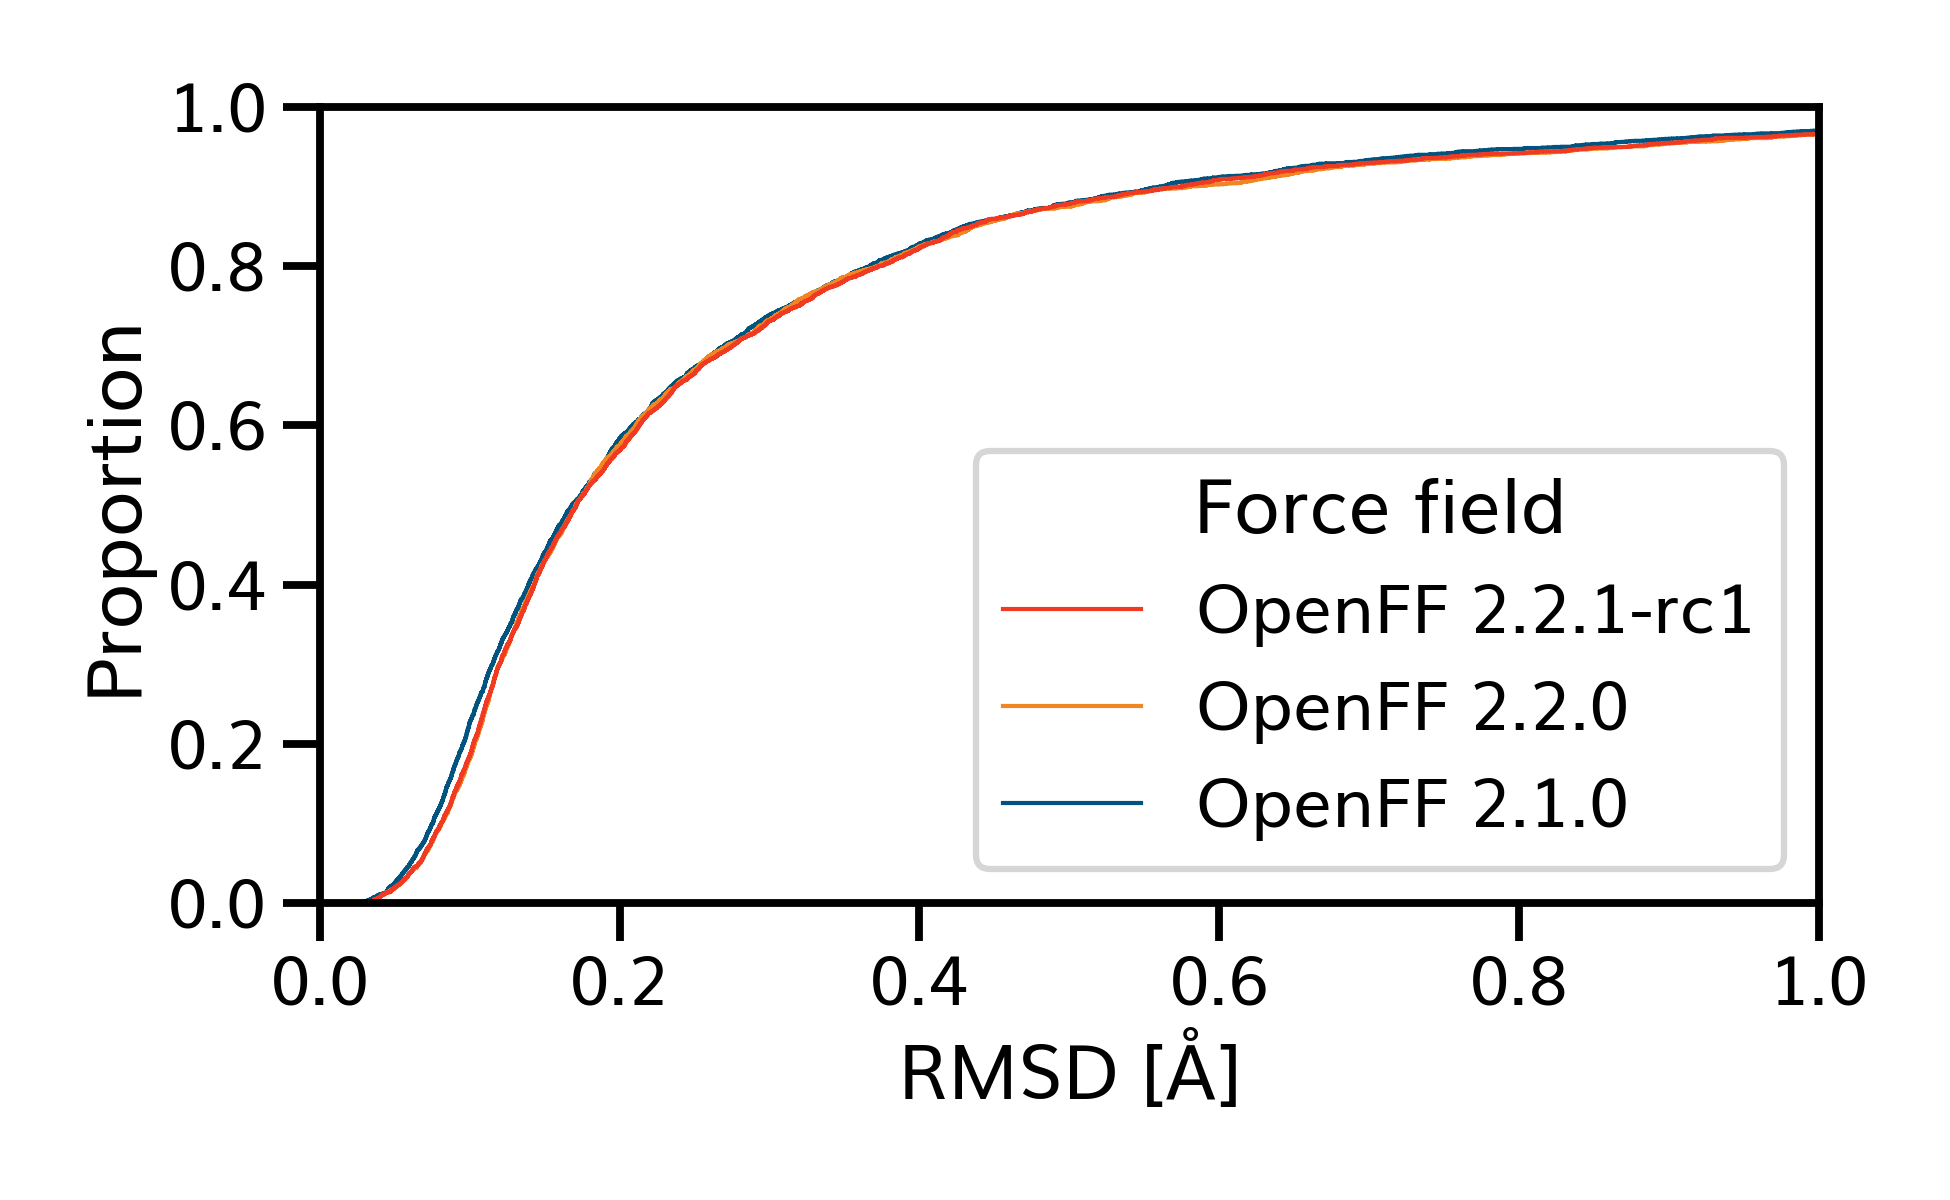 1.0
0.8
0.6
0.4
0.2
0.0
Proportion
Force field
OpenFF 2.2.1-rc1
OpenFF 2.2.0
OpenFF 2.1.0
0.0 0.2 0.4 0.6 0.8 1.0
RMSD [Å]